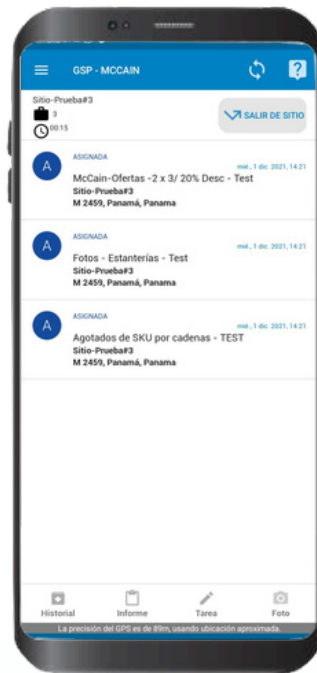 GSP - MCCAIN
Sitio-Prueba#3
3
00:15
SALIR DE SITIO
A
ASIGNADA
mié., 1 dic. 2021, 14:21
McCain-Ofertas -2 x 3/ 20% Desc - Test
Sitio-Prueba#3
M 2459, Panamá, Panama
A
ASIGNADA
mié., 1 dic. 2021, 14:21
Fotos - Estanterías - Test
Sitio-Prueba#3
M 2459, Panamá, Panama
A
ASIGNADA
mié., 1 dic. 2021, 14:21
Agotados de SKU por cadenas - TEST
Sitio-Prueba#3
M 2459, Panamá, Panama
Historial Informe Tarea Foto
La precisión del GPS es de 89m, usando ubicación aproximada.